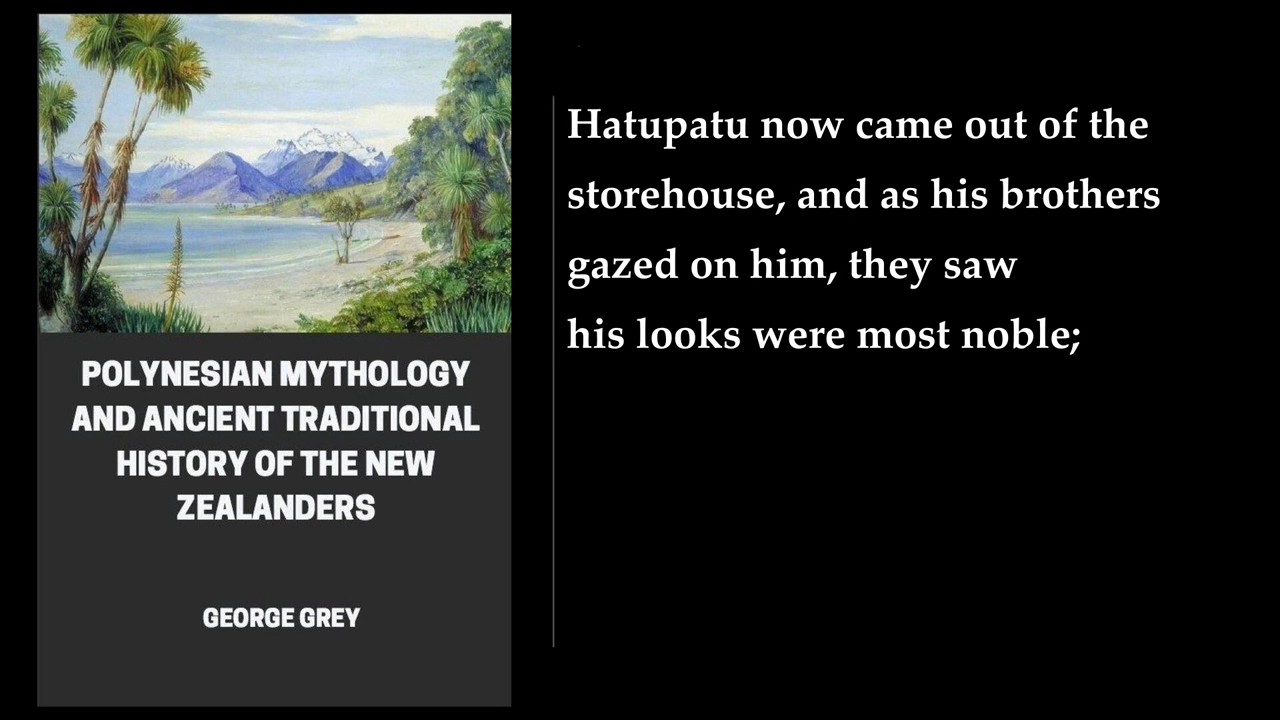 POLYNESIAN MYTHOLOGY
AND ANCIENT TRADITIONAL
HISTORY OF THE NEW
ZEALANDERS
GEORGE GREY
Hatupatu now came out of the
storehouse, and as his brothers
gazed on him, they saw
his looks were most noble;